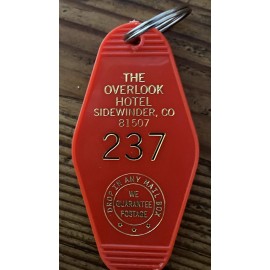 THE
OVERLOOK
HOTEL
SIDEWINDER, CO
81507
237
DROP IN ANY MAIL BOX
WE
GUARANTEE
POSTAGE